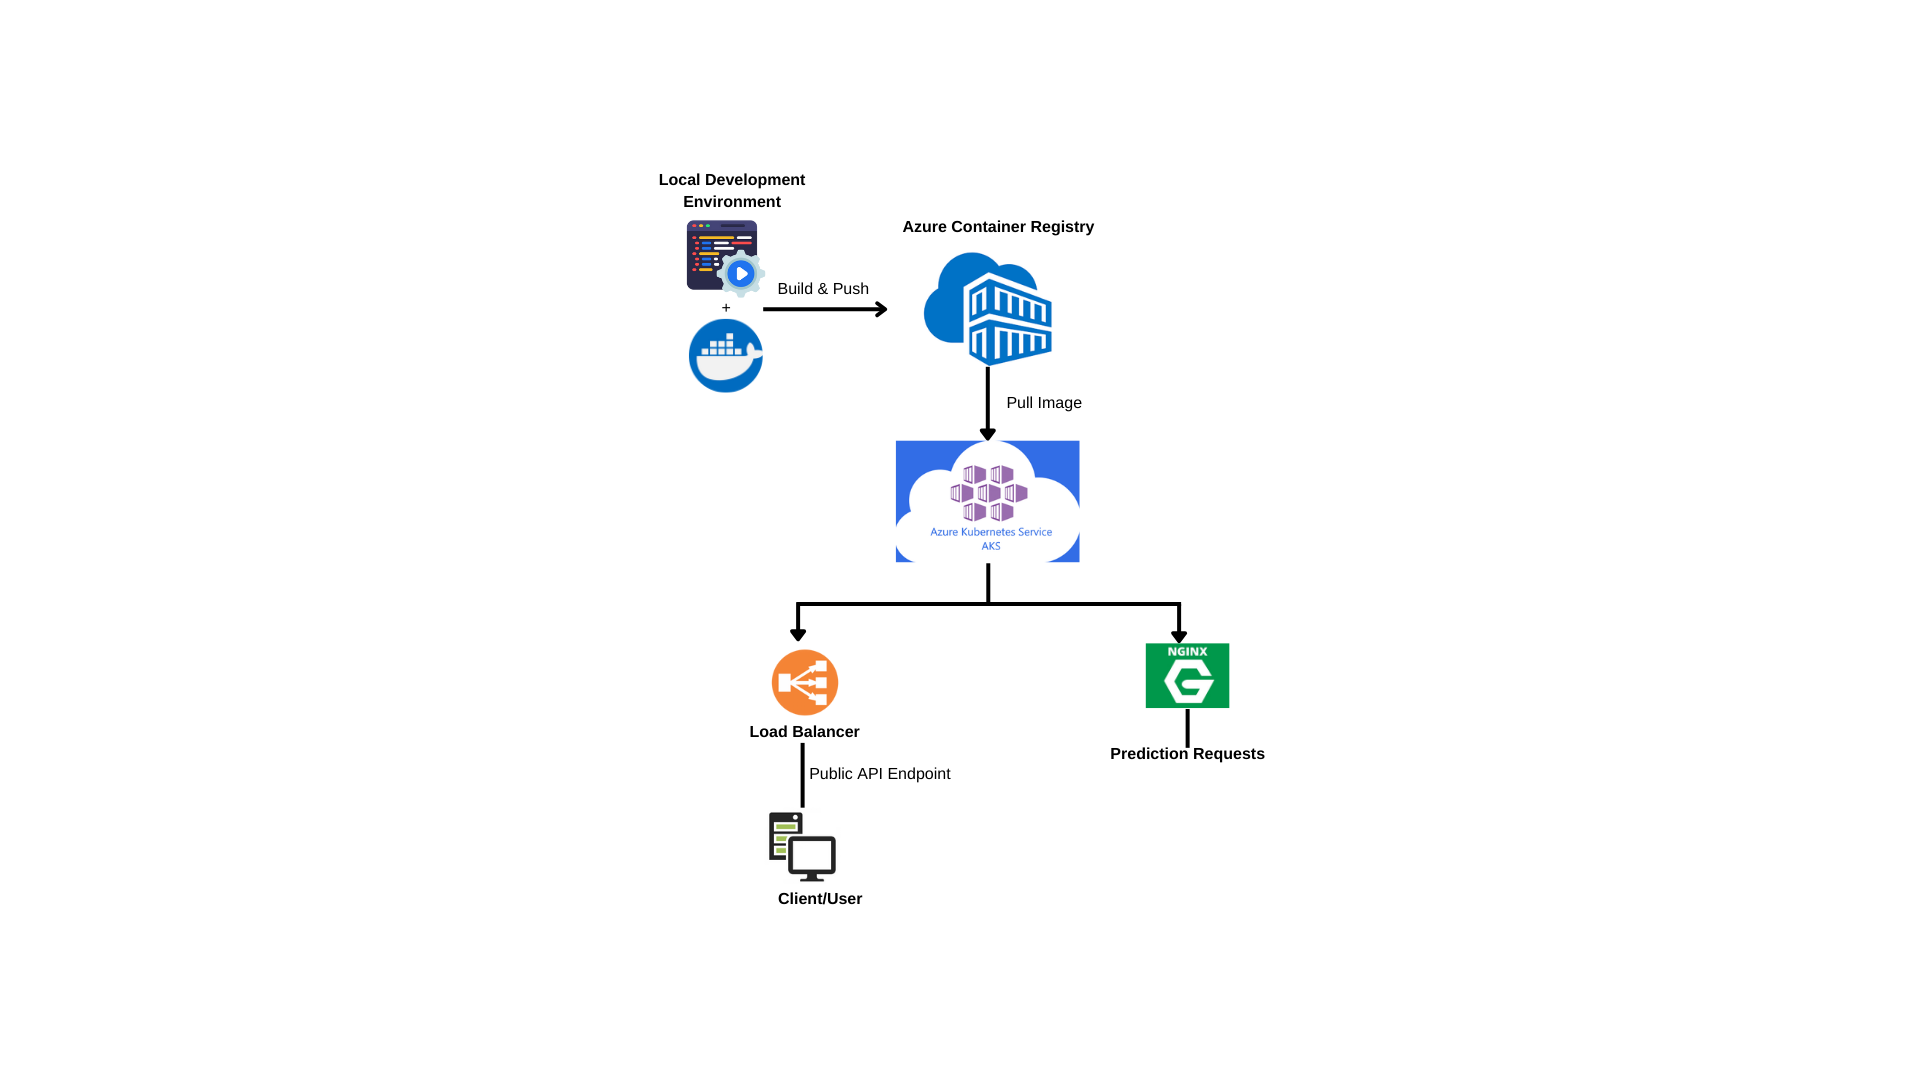 Local Development
Environment
Azure Container Registry
Build & Push
+
Pull Image
Azure Kubernetes Service
AKS
NGINX
Load Balancer
Prediction Requests
Public API Endpoint
Client/User